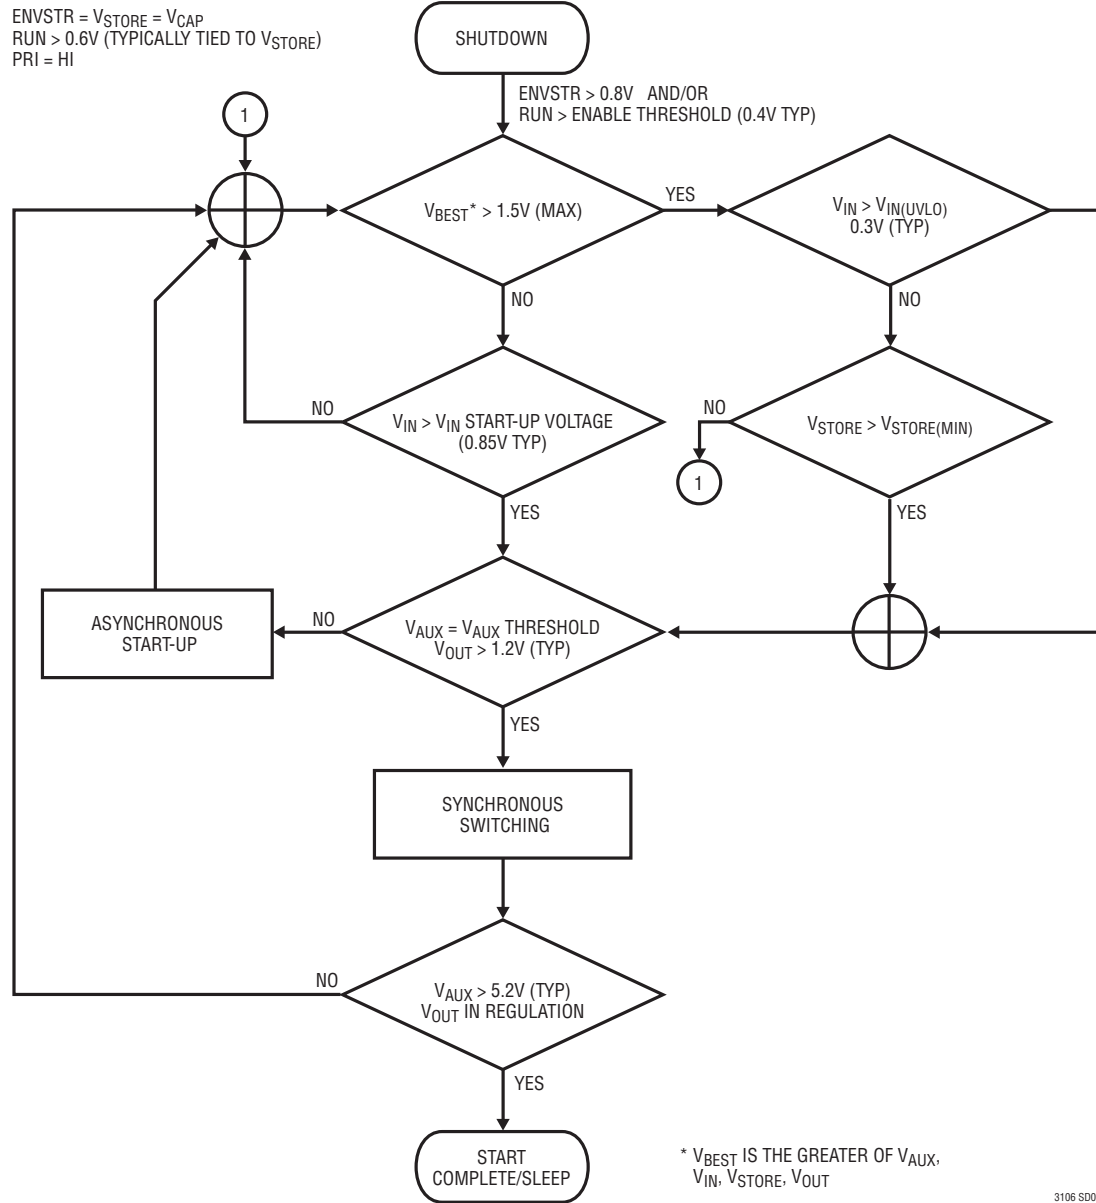 ENVSTR = VSTORE = VCAP
RUN > 0.6V (TYPICALLY TIED TO VSTORE)
PRI = HI
SHUTDOWN
ENVSTR > 0.8V AND/OR
RUN > ENABLE THRESHOLD (0.4V TYP)
1
VBEST* > 1.5V (MAX)
YES
VIN > VIN(UVLO)
0.3V (TYP)
NO
NO
NO
VIN > VIN START-UP VOLTAGE
(0.85V TYP)
NO
VSTORE > VSTORE(MIN)
1
YES
YES
ASYNCHRONOUS
START-UP
NO
VAUX = VAUX THRESHOLD
VOUT > 1.2V (TYP)
YES
SYNCHRONOUS
SWITCHING
NO
VAUX > 5.2V (TYP)
VOUT IN REGULATION
YES
START
COMPLETE/SLEEP
* VBEST IS THE GREATER OF VAUX,
VIN, VSTORE, VOUT
3106 SD0